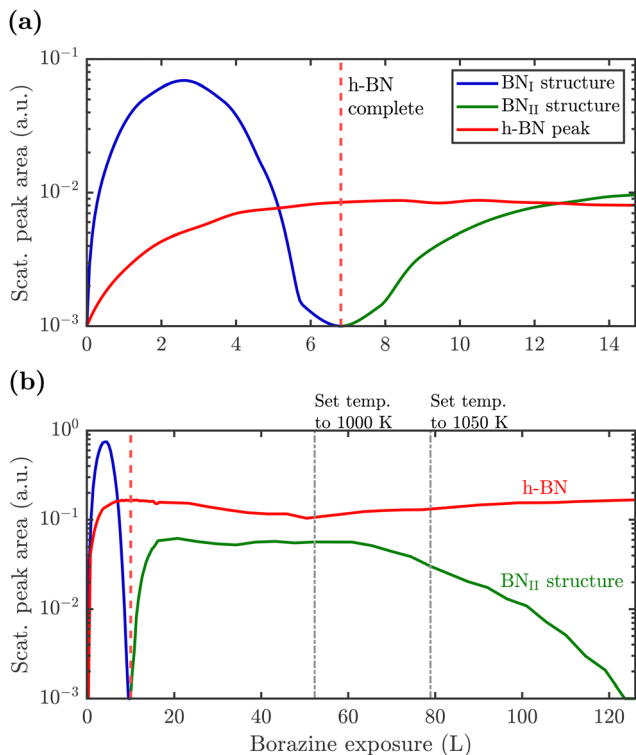 (a)
Scat. peak area (a.u.)
10⁻¹
10⁻²
10⁻³
h-BN
complete
BN_I structure
BN_II structure
h-BN peak
0 2 4 6 8 10 12 14
(b)
Set temp.
to 1000 K
Set temp.
to 1050 K
Scat. peak area (a.u.)
10⁰
10⁻¹
10⁻²
10⁻³
h-BN
BN_II structure
0 20 40 60 80 100 120
Borazine exposure (L)